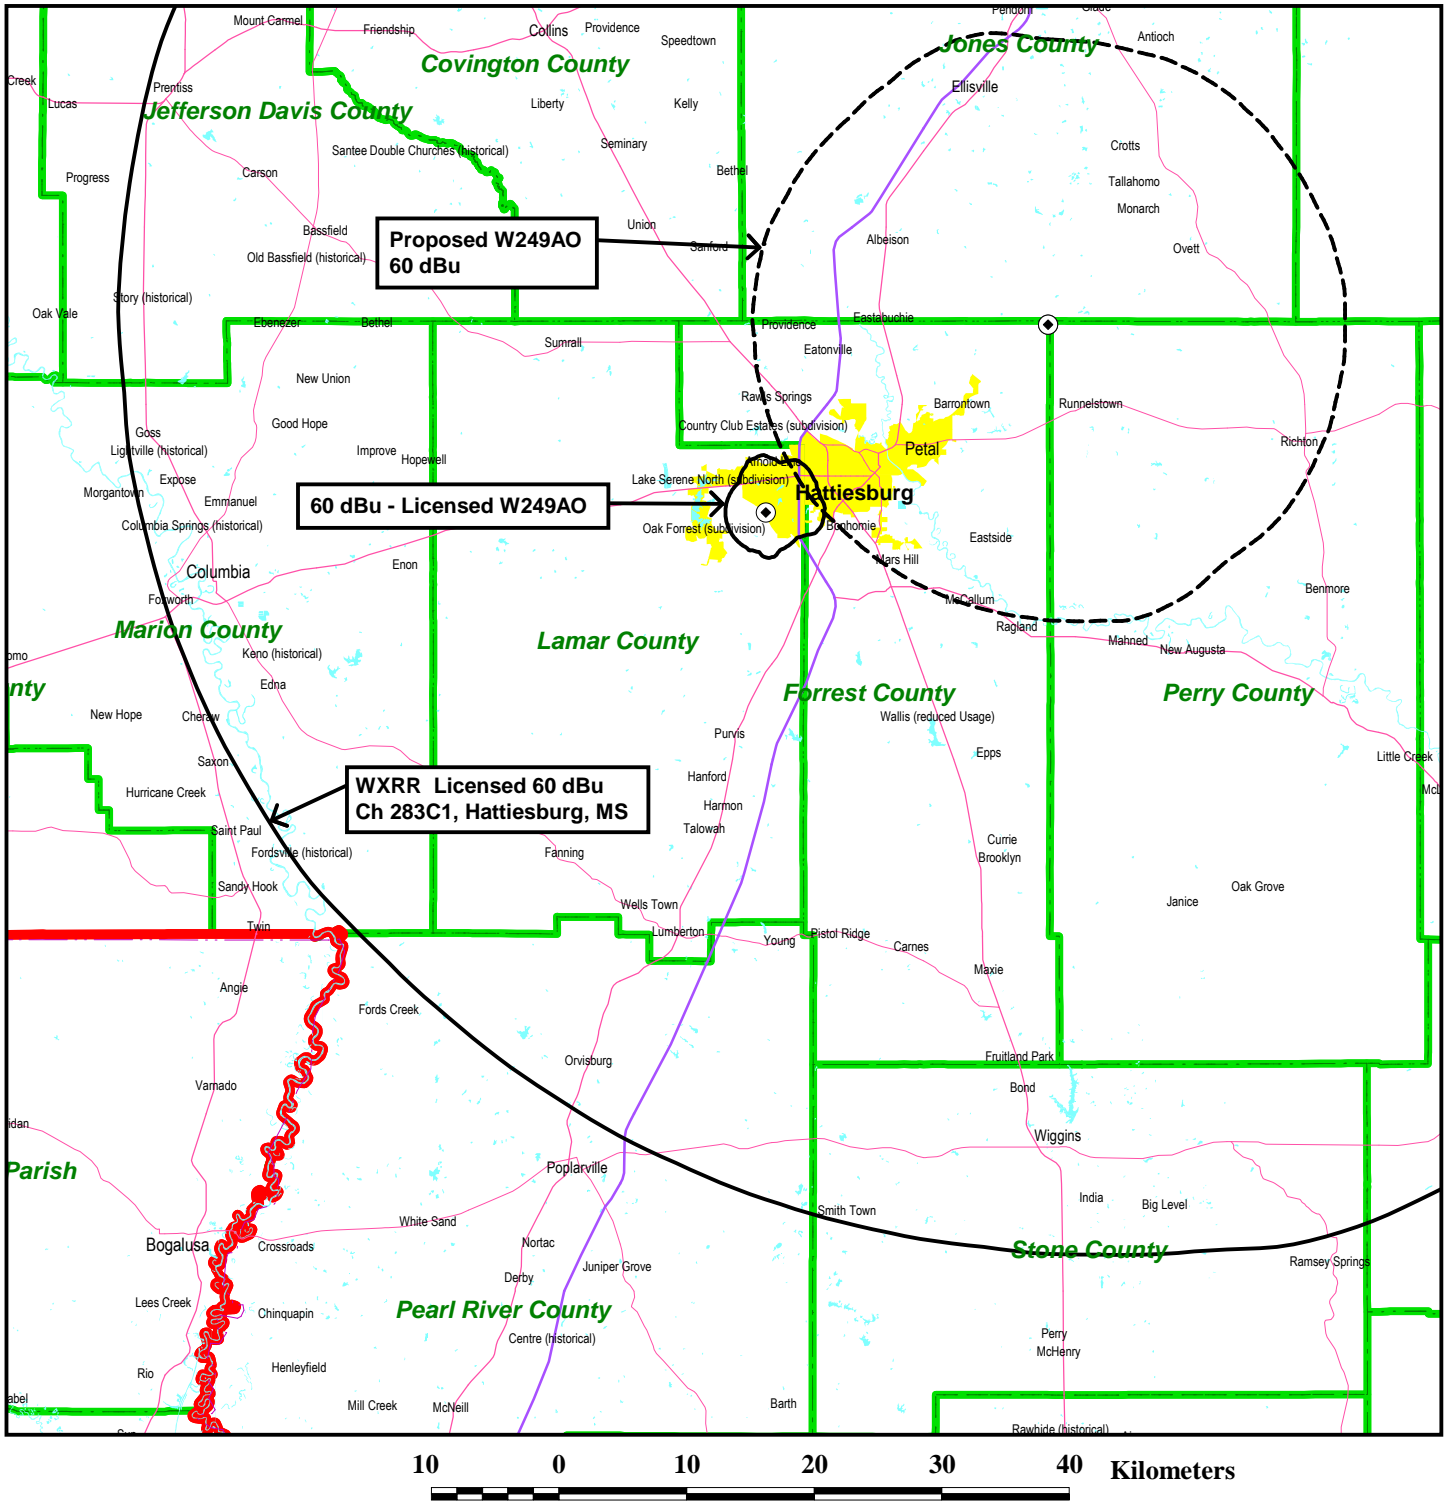 Mount Carmel
Friendship
Collins
Providence
Speedtown
Antioch
Jones County
Covington County
Creek
Prentiss
Ellisville
Lucas
Jefferson Davis County
Liberty
Kelly
Santee Double Churches (historical)
Seminary
Crotts
Carson
Bethel
Progress
Tallahomo
Monarch
Bassfield
Union
Proposed W249AO
60 dBu
Sanford
Albeison
Ovett
Old Bassfield (historical)
Story (historical)
Oak Vale
Ebenezer
Bethel
Providence
Eastabuchie
Sumrall
Eatonville
New Union
Rawls Springs
Barrontown
Runnelstown
Good Hope
Country Club Estates (subdivision)
Goss
Richton
Lightville (historical)
Improve
Hopewell
Petal
Arnold Line
Expose
Lake Serene North (subdivision)
Morgantown
Emmanuel
Hattiesburg
60 dBu - Licensed W249AO
Columbia Springs (historical)
Oak Forrest (subdivision)
Bonhomie
Eastside
Enon
Mars Hill
Columbia
Benmore
Foxworth
McCallum
Ragland
Marion County
Lamar County
Mahned
New Augusta
Keno (historical)
omo
Edna
nty
Forrest County
Perry County
New Hope
Cheraw
Wallis (reduced Usage)
Purvis
Epps
Little Creek
Saxon
Hanford
WXRR Licensed 60 dBu
Ch 283C1, Hattiesburg, MS
Hurricane Creek
McL
Harmon
Talowah
Saint Paul
Currie
Fordsville (historical)
Fanning
Brooklyn
Sandy Hook
Oak Grove
Janice
Wells Town
Twin
Lumberton
Young
Pistol Ridge
Carnes
Maxie
Angie
Fords Creek
Orvisburg
Fruitland Park
Varnado
Bond
idan
Wiggins
Parish
Poplarville
India
Big Level
Smith Town
White Sand
Bogalusa
Crossroads
Nortac
Stone County
Ramsey Springs
Juniper Grove
Derby
Lees Creek
Chinquapin
Pearl River County
Centre (historical)
Perry
McHenry
Henleyfield
Rio
abel
Mill Creek
McNeill
Barth
Rawhide (historical)
10 0 10 20 30 40 Kilometers